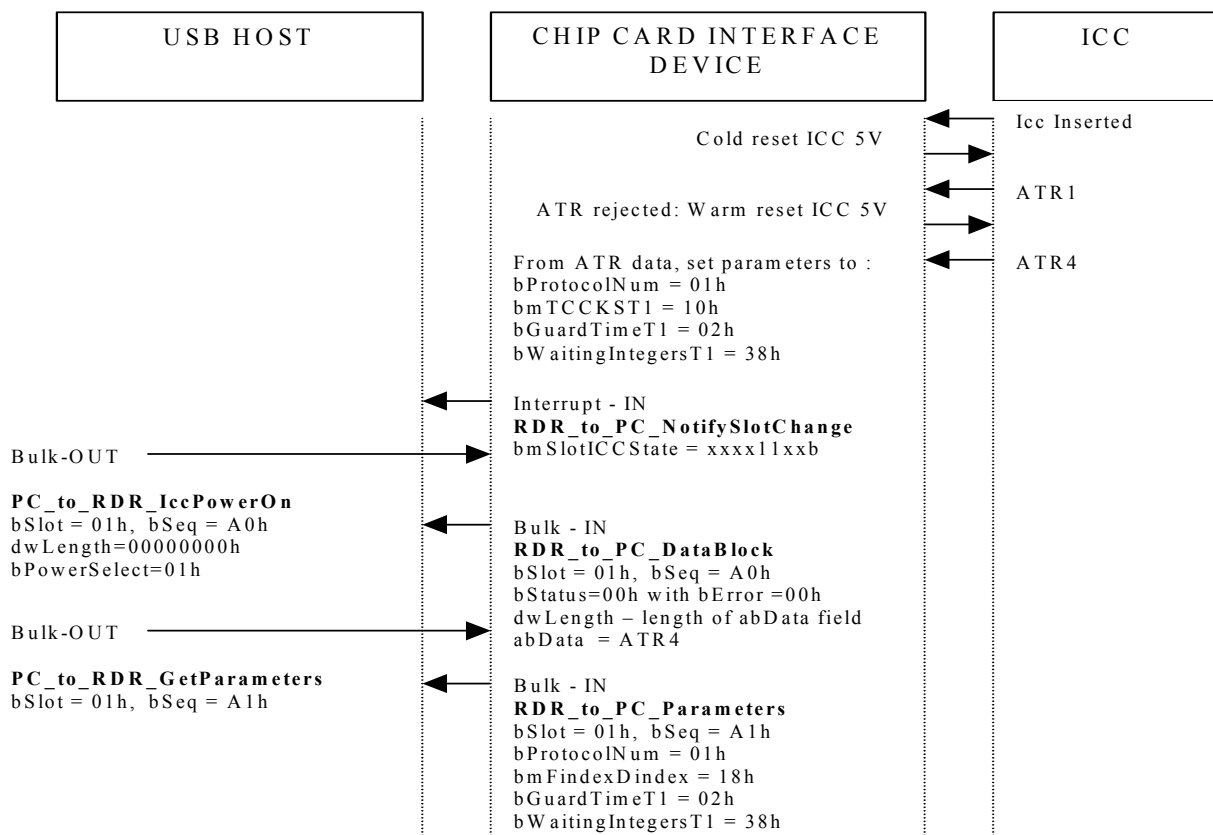 USB HOST
CHIP CARD INTERFACE
DEVICE
ICC
Icc Inserted
Cold reset ICC 5V
ATR1
ATR rejected: Warm reset ICC 5V
ATR4
From ATR data, set parameters to :
bProtocolNum = 01h
bmTCCKST1 = 10h
bGuardTimeT1 = 02h
bWaitingIntegersT1 = 38h
Interrupt - IN
RDR_to_PC_NotifySlotChange
bmSlotICCState = xxxx11xxb
Bulk-OUT
PC_to_RDR_IccPowerOn
bSlot = 01h, bSeq = A0h
dwLength=00000000h
bPowerSelect=01h
Bulk - IN
RDR_to_PC_DataBlock
bSlot = 01h, bSeq = A0h
bStatus=00h with bError =00h
dwLength – length of abData field
abData = ATR4
Bulk-OUT
PC_to_RDR_GetParameters
bSlot = 01h, bSeq = A1h
Bulk - IN
RDR_to_PC_Parameters
bSlot = 01h, bSeq = A1h
bProtocolNum = 01h
bmFindexDindex = 18h
bGuardTimeT1 = 02h
bWaitingIntegersT1 = 38h